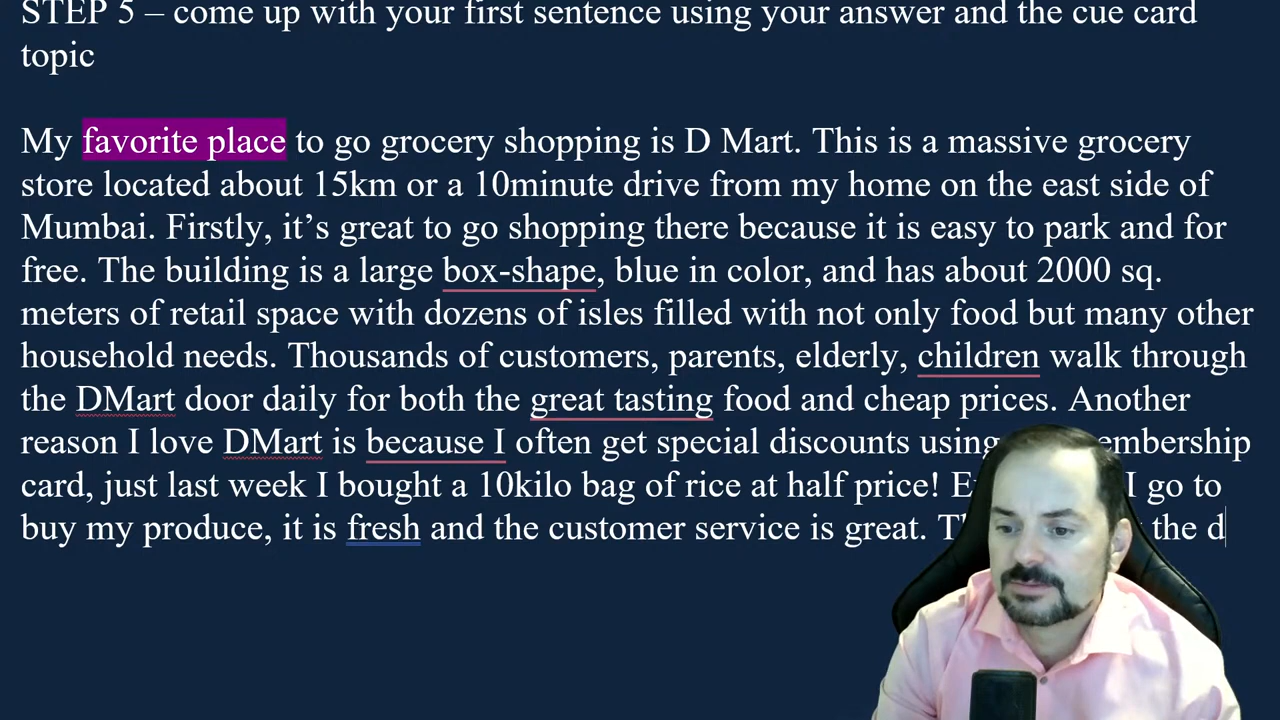 STEP 5 – come up with your first sentence using your answer and the cue card
topic
My favorite place to go grocery shopping is D Mart. This is a massive grocery
store located about 15km or a 10minute drive from my home on the east side of
Mumbai. Firstly, it’s great to go shopping there because it is easy to park and for
free. The building is a large box-shape, blue in color, and has about 2000 sq.
meters of retail space with dozens of isles filled with not only food but many other
household needs. Thousands of customers, parents, elderly, children walk through
the DMart door daily for both the great tasting food and cheap prices. Another
reason I love DMart is because I often get special discounts using
card, just last week I bought a 10kilo bag of rice at half price! I go to
buy my produce, it is fresh and the customer service is great. the d